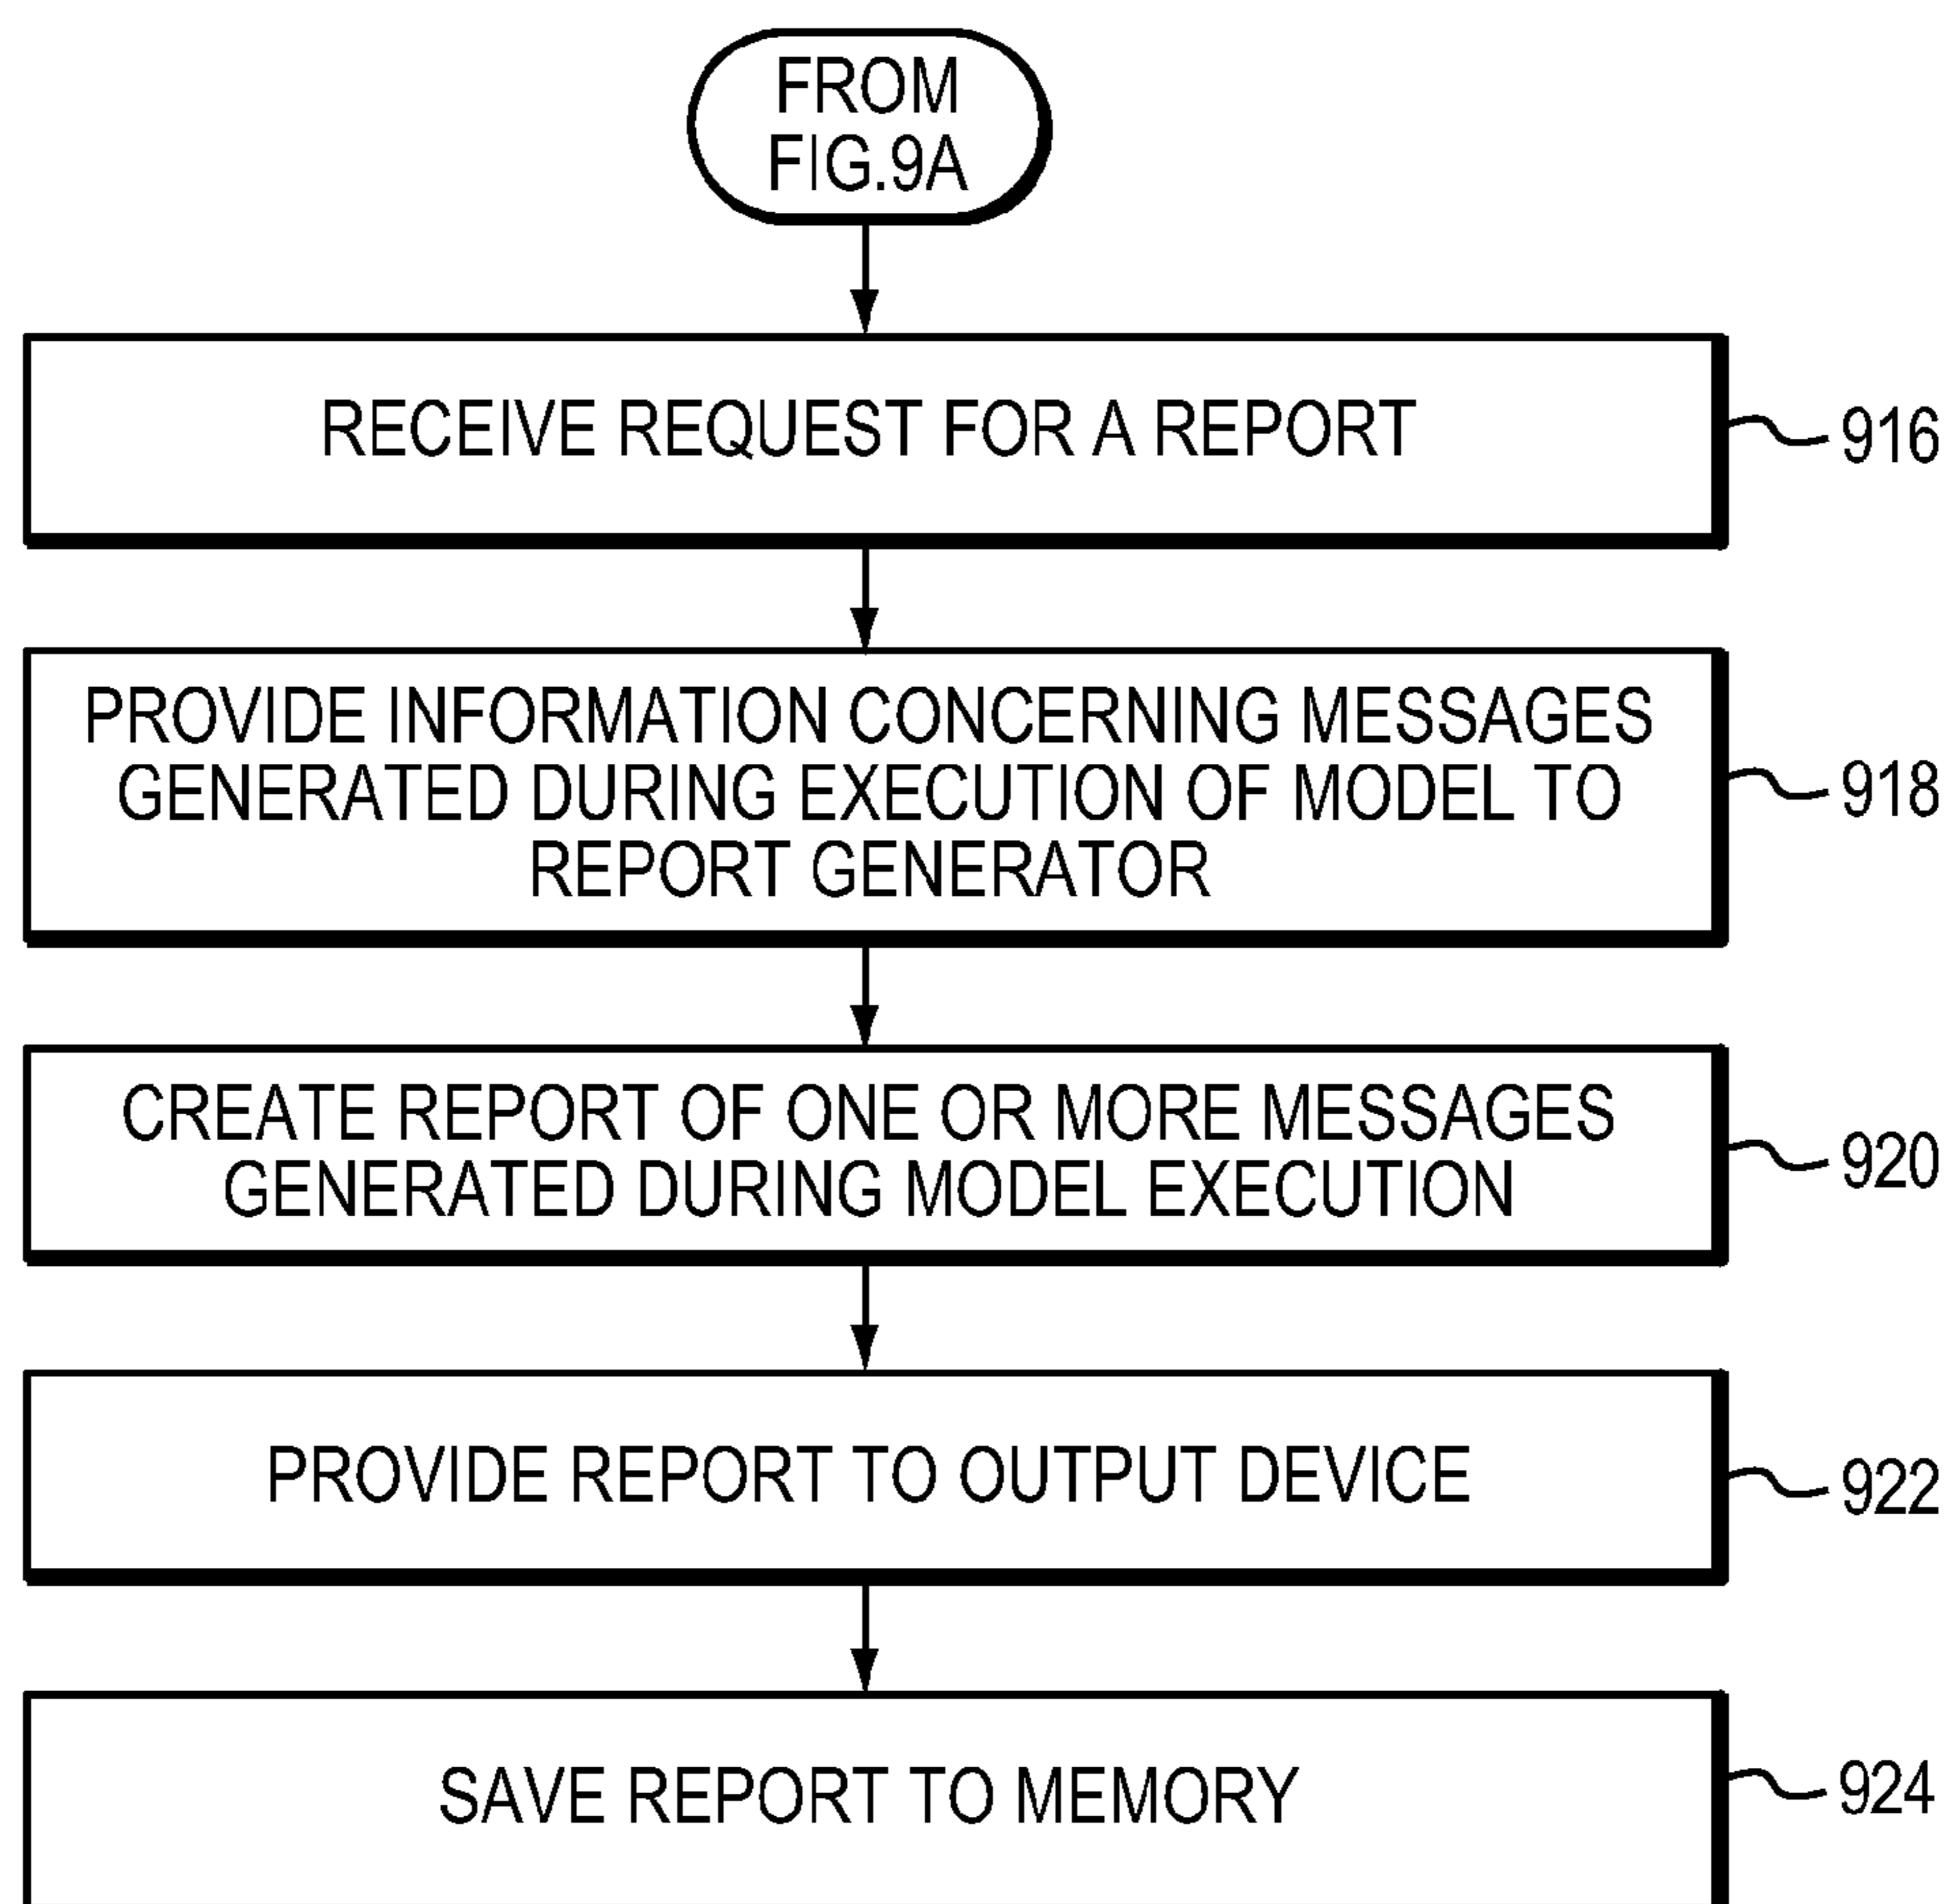 FROM
FIG.9A
RECEIVE REQUEST FOR A REPORT
916
PROVIDE INFORMATION CONCERNING MESSAGES
GENERATED DURING EXECUTION OF MODEL TO
REPORT GENERATOR
918
CREATE REPORT OF ONE OR MORE MESSAGES
GENERATED DURING MODEL EXECUTION
920
PROVIDE REPORT TO OUTPUT DEVICE
922
SAVE REPORT TO MEMORY
924